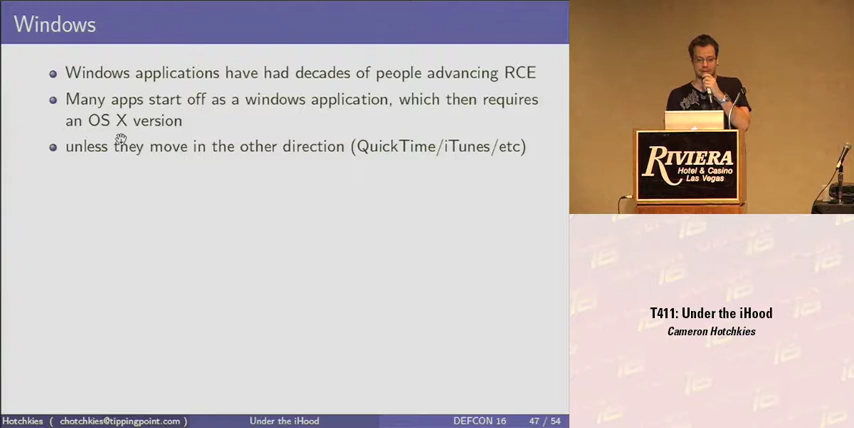 Windows
Windows applications have had decades of people advancing RCE
Many apps start off as a windows application, which then requires
an OS X version
unless they move in the other direction (QuickTime/iTunes/etc)
Hotchkies ( chotchkies@tippingpoint.com )
Under the iHood
DEFCON 16
47 / 54
RIVIERA
Hotel & Casino
Las Vegas
T411: Under the iHood
Cameron Hotchkies